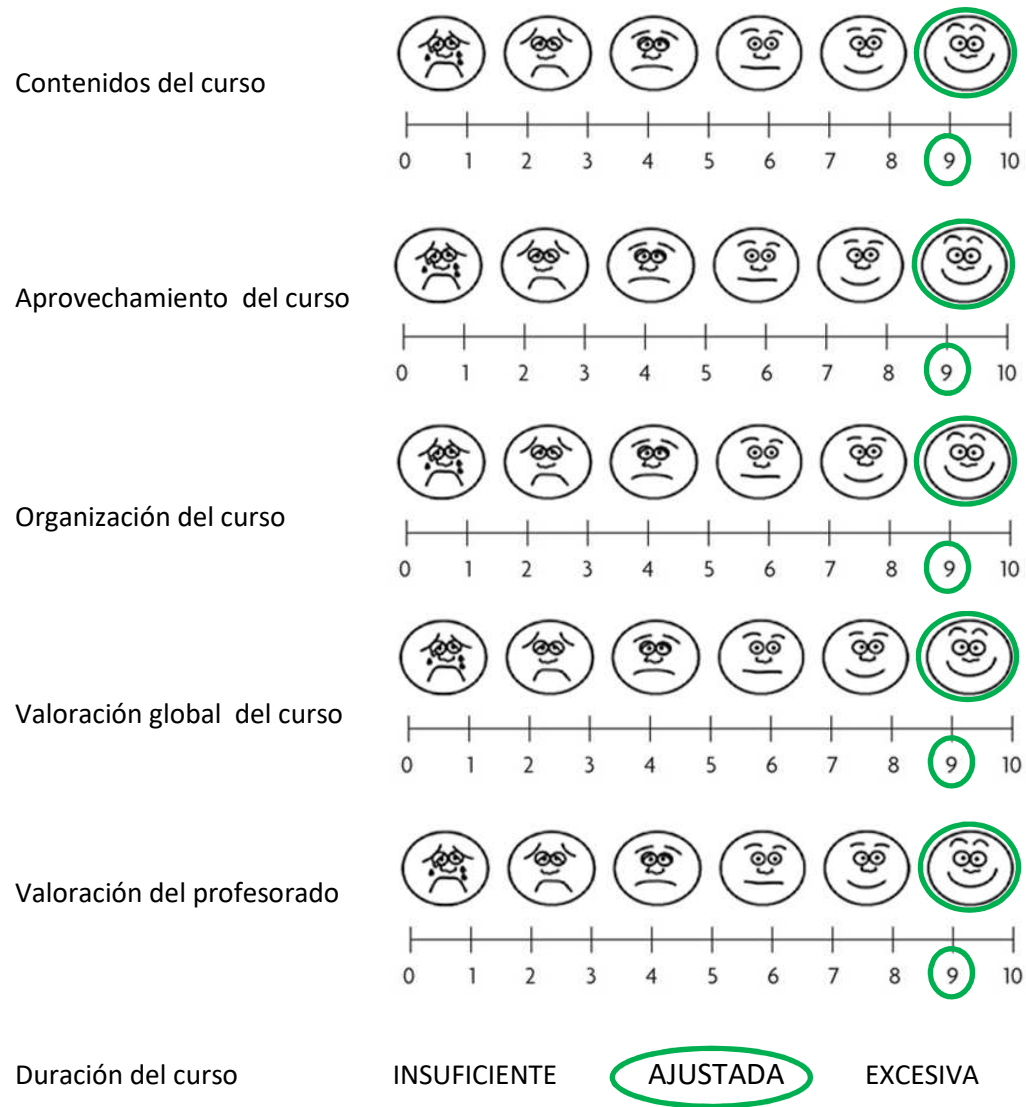 Contenidos del curso
0 1 2 3 4 5 6 7 8 9 10
Aprovechamiento del curso
0 1 2 3 4 5 6 7 8 9 10
Organización del curso
0 1 2 3 4 5 6 7 8 9 10
Valoración global del curso
0 1 2 3 4 5 6 7 8 9 10
Valoración del profesorado
0 1 2 3 4 5 6 7 8 9 10
Duración del curso INSUFICIENTE AJUSTADA EXCESIVA